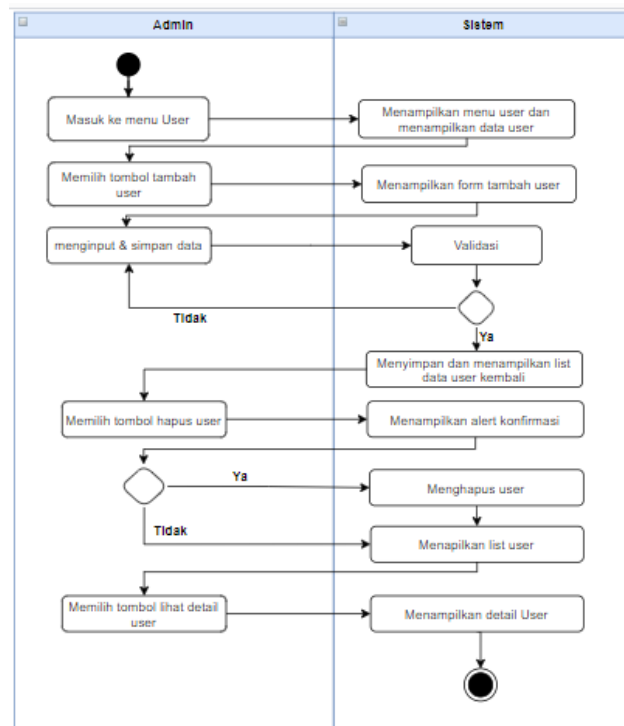 Admin
Sistem
Masuk ke menu User
Menampilkan menu user dan
menampilkan data user
Memilih tombol tambah
user
Menampilkan form tambah user
menginput & simpan data
Validasi
Tidak
Ya
Menyimpan dan menampilkan list
data user kembali
Memilih tombol hapus user
Menampilkan alert konfirmasi
Ya
Menghapus user
Tidak
Menapilkan list user
Memilih tombol lihat detail
user
Menampilkan detail User